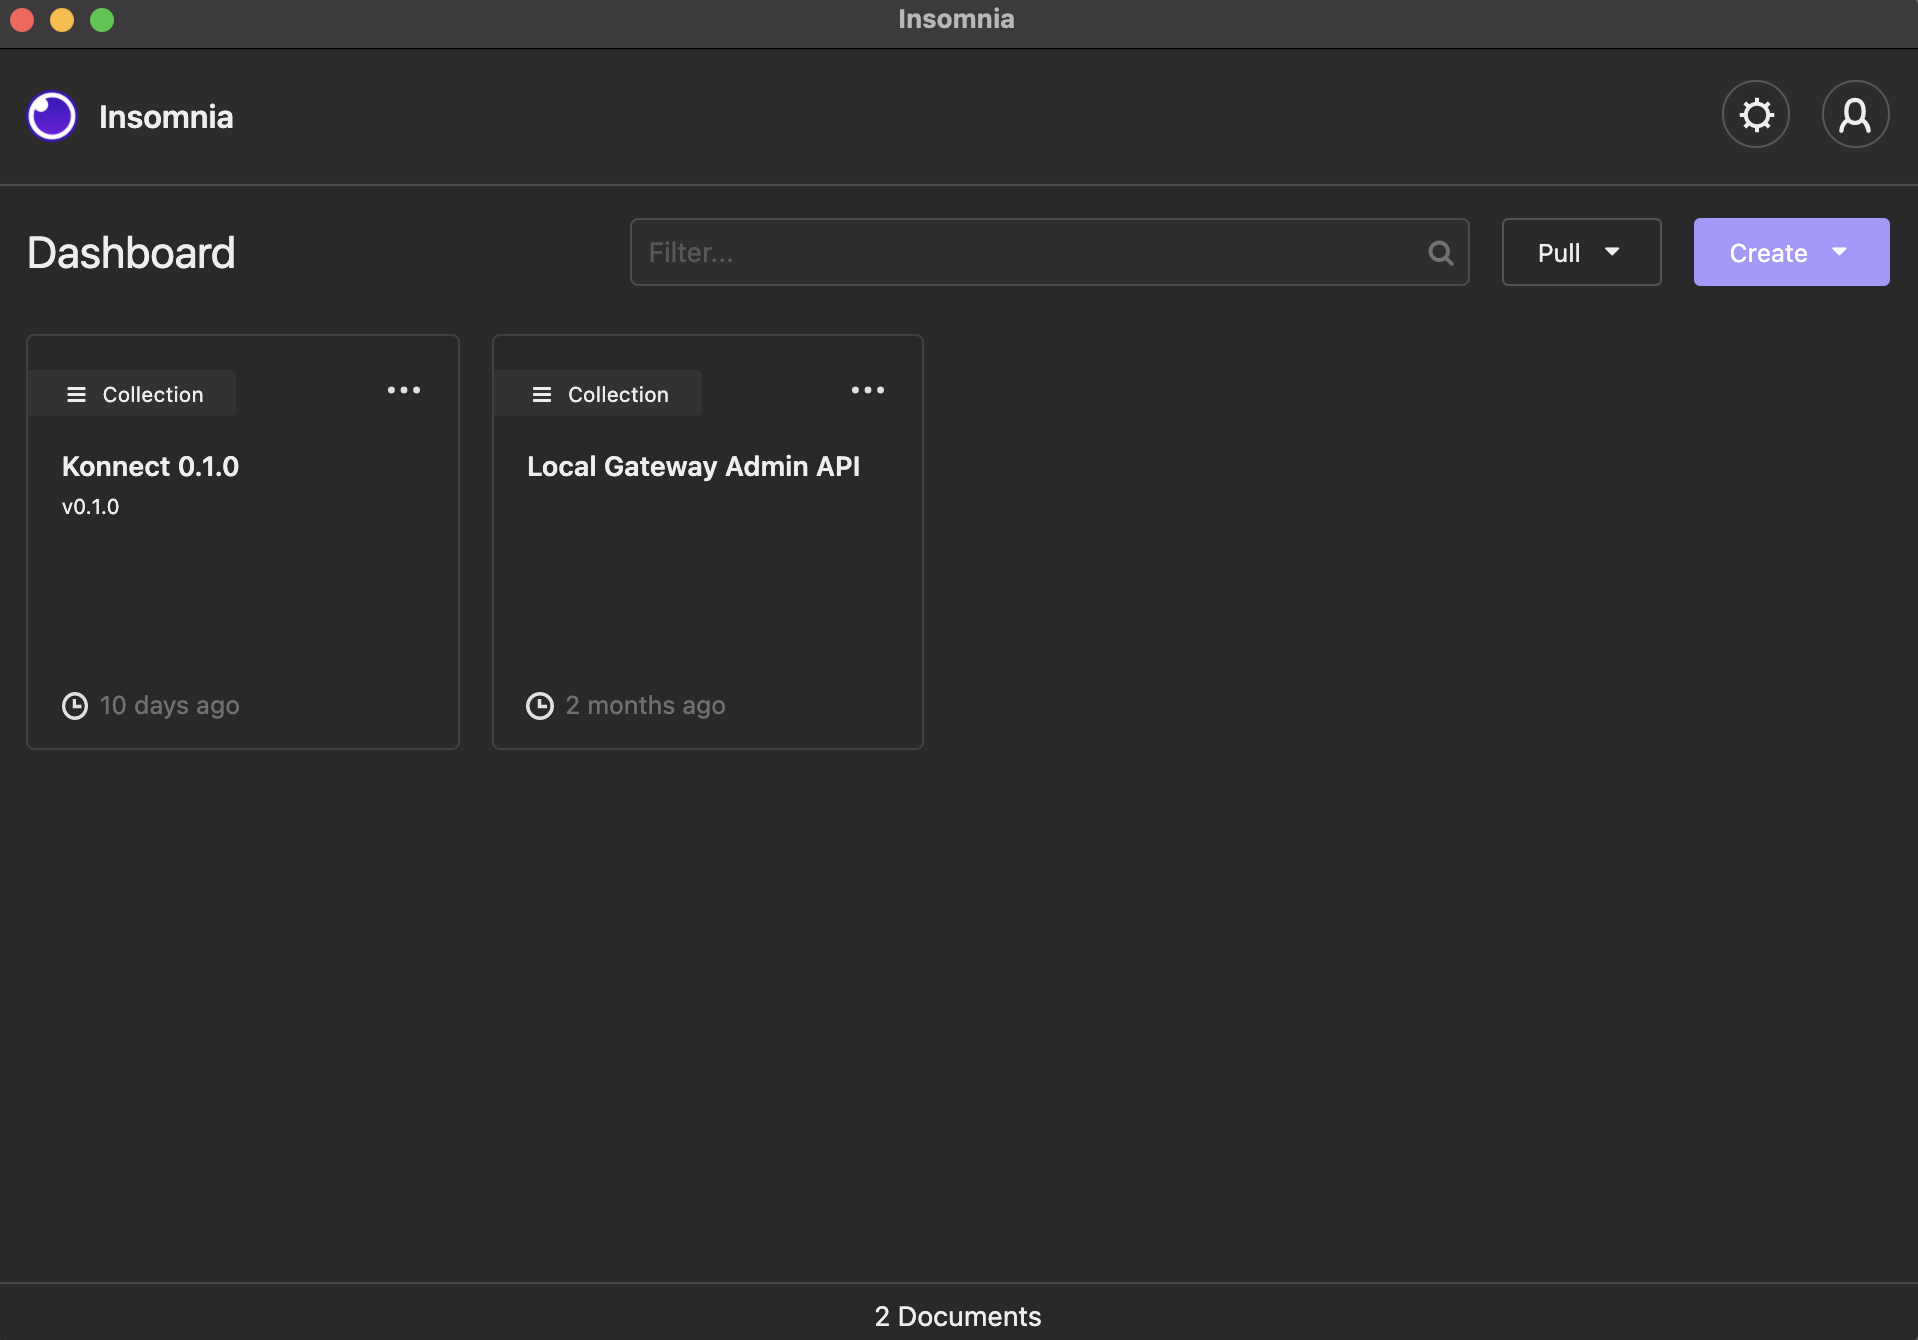 Insomnia
Insomnia
Dashboard
Filter...
Pull
Create
Collection
Konnect 0.1.0
v0.1.0
10 days ago
Collection
Local Gateway Admin API
2 months ago
2 Documents